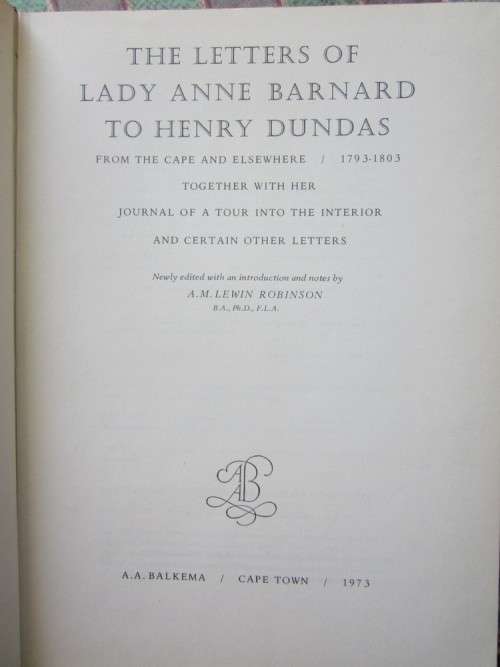 THE LETTERS OF
LADY ANNE BARNARD
TO HENRY DUNDAS
FROM THE CAPE AND ELSEWHERE / 1793-1803
TOGETHER WITH HER
JOURNAL OF A TOUR INTO THE INTERIOR
AND CERTAIN OTHER LETTERS
Newly edited with an introduction and notes by
A.M. LEWIN ROBINSON
B.A., Ph.D., F.L.A.
AAB
A.A. BALKEMA / CAPE TOWN / 1973